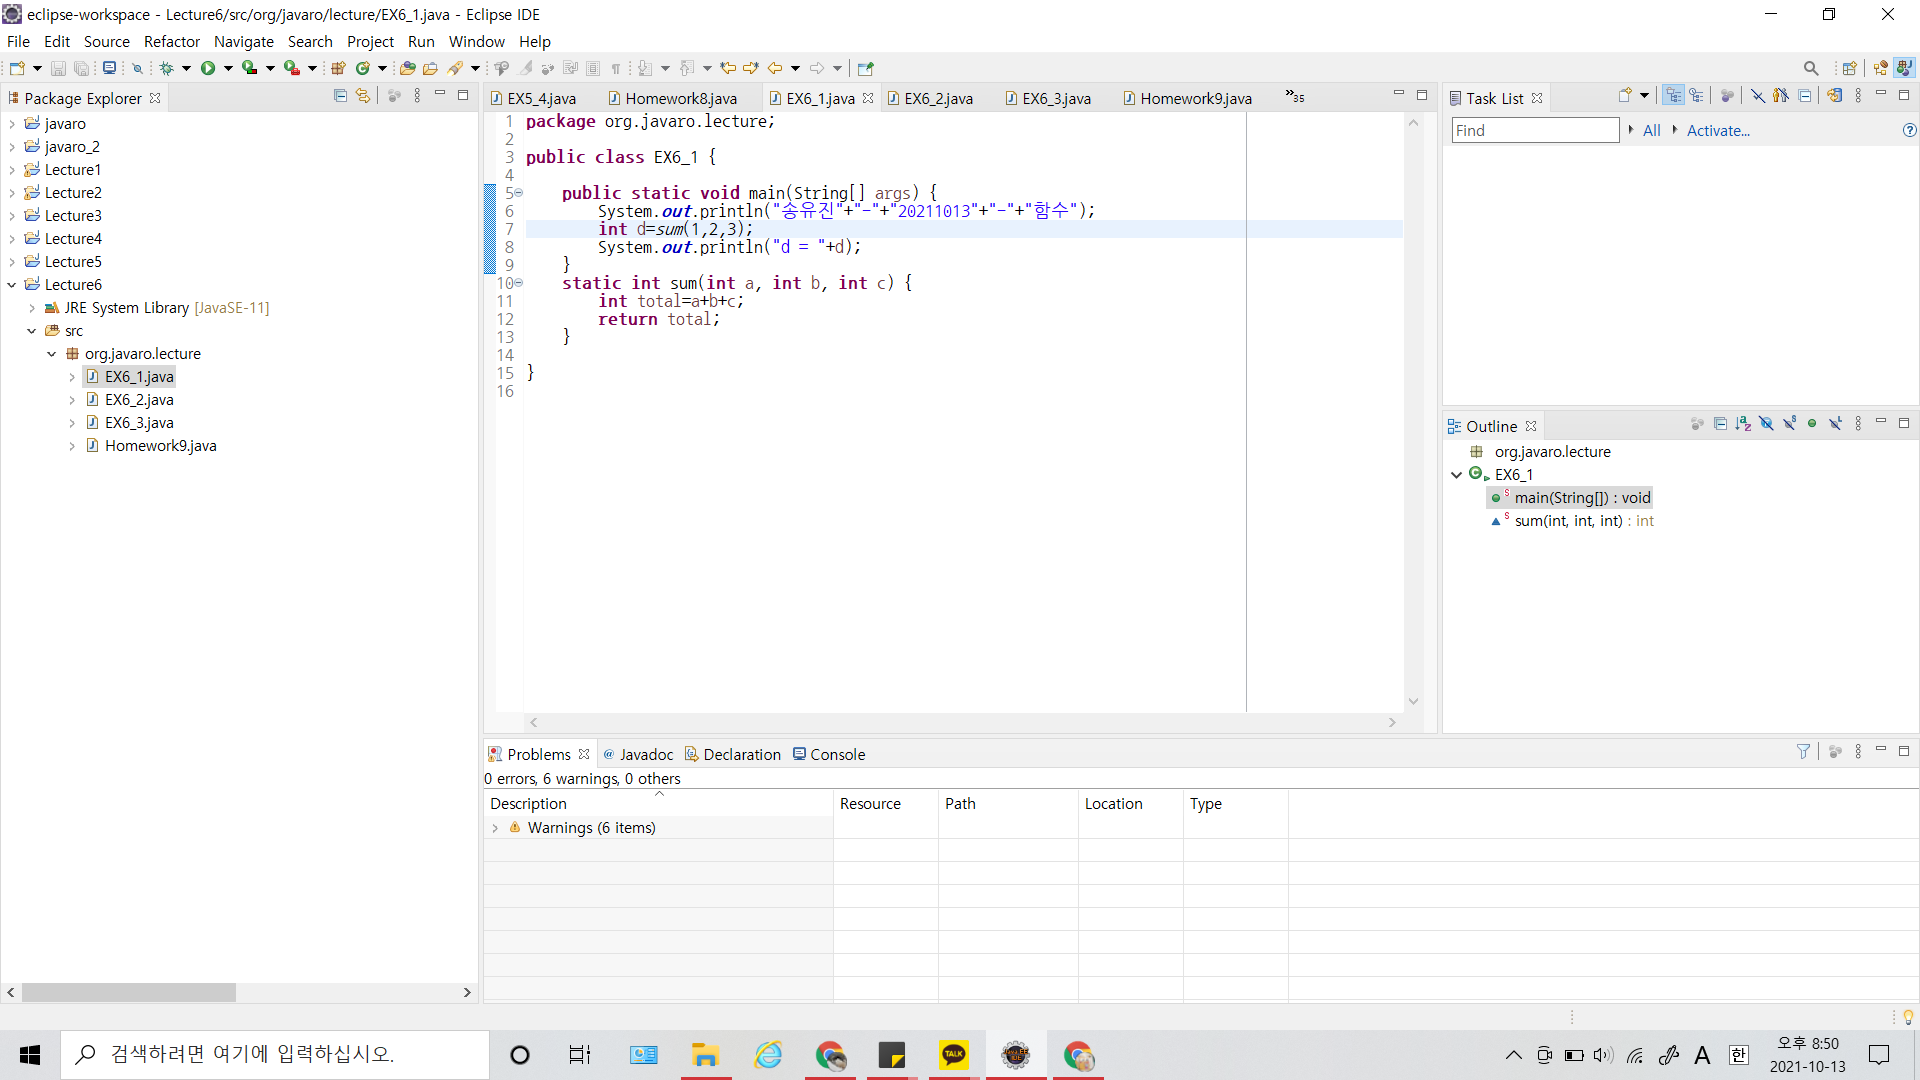 eclipse-workspace - Lecture6/src/org/javaro/lecture/EX6_1.java - Eclipse IDE
File Edit Source Refactor Navigate Search Project Run Window Help
Package Explorer
javaro
javaro_2
Lecture1
Lecture2
Lecture3
Lecture4
Lecture5
Lecture6
JRE System Library [JavaSE-11]
src
org.javaro.lecture
EX6_1.java
EX6_2.java
EX6_3.java
Homework9.java
EX5_4.java Homework8.java EX6_1.java EX6_2.java EX6_3.java Homework9.java »35
1 package org.javaro.lecture;
2
3 public class EX6_1 {
4
5 public static void main(String[] args) {
6 System.out.println("송유진"+"-"+"20211013"+"-"+"함수");
7 int d=sum(1,2,3);
8 System.out.println("d = "+d);
9 }
10 static int sum(int a, int b, int c) {
11 int total=a+b+c;
12 return total;
13 }
14
15 }
16
Task List
Find All Activate...
Outline
org.javaro.lecture
EX6_1
main(String[]) : void
sum(int, int, int) : int
Problems @ Javadoc Declaration Console
0 errors, 6 warnings, 0 others
Description Resource Path Location Type
Warnings (6 items)
검색하려면 여기에 입력하십시오.
TALK
A 한 오후 8:50
2021-10-13